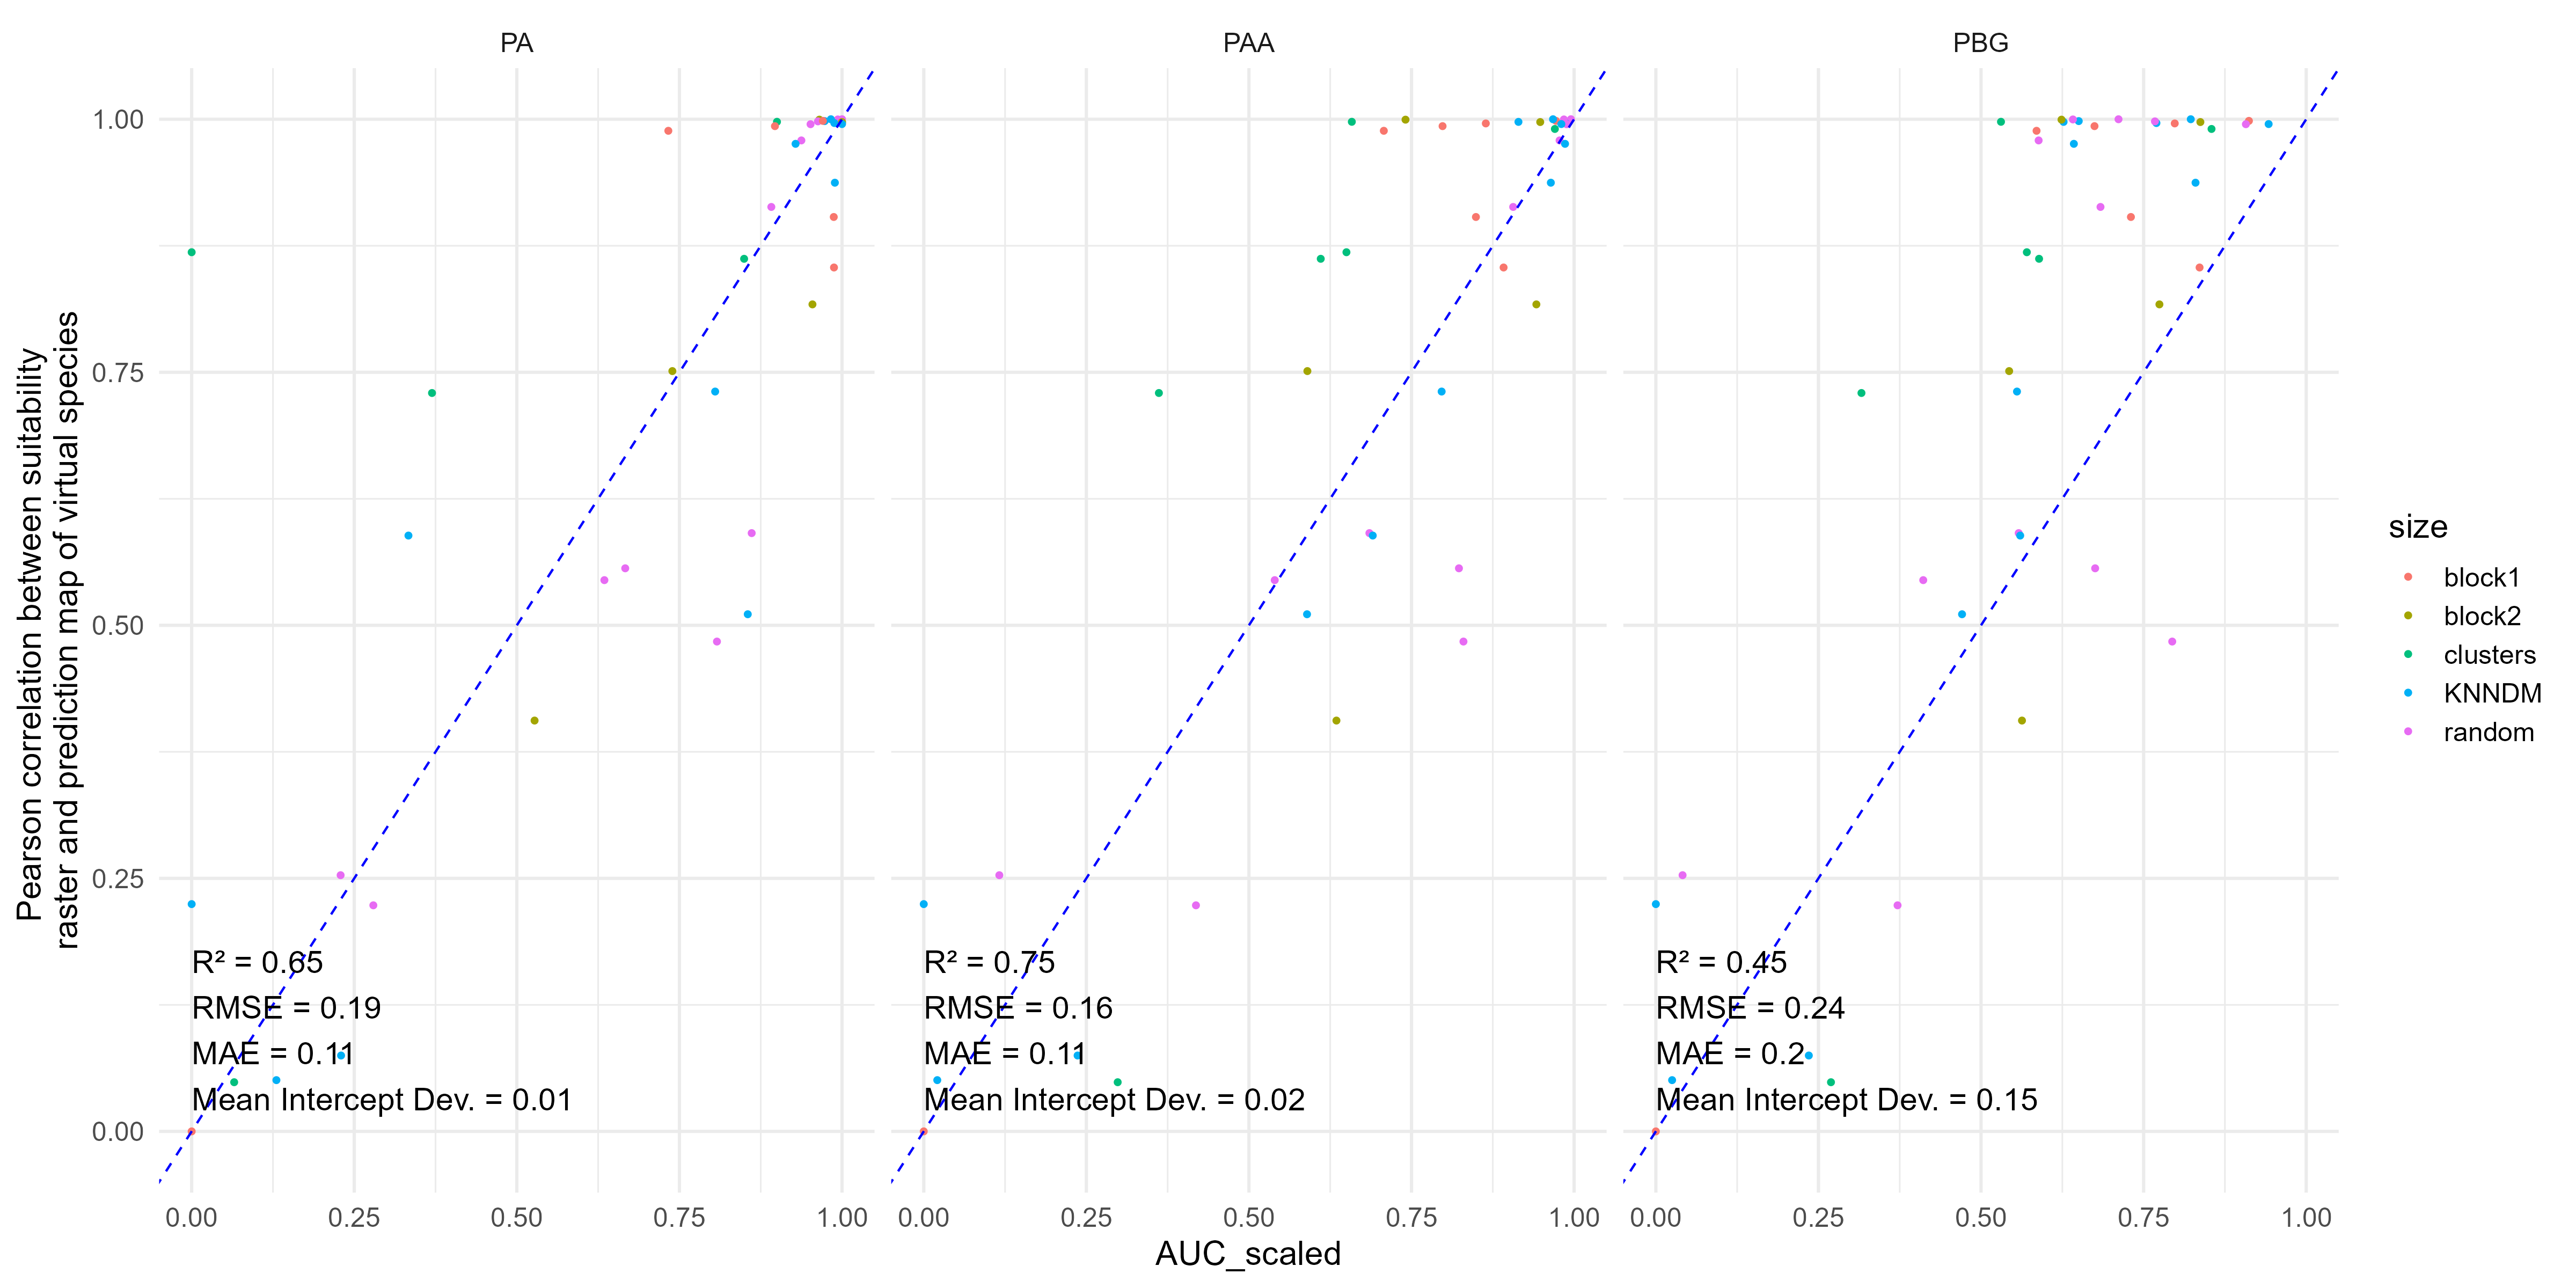 PA
PAA
PBG
Pearson correlation between suitability
raster and prediction map of virtual species
1.00
0.75
0.50
0.25
0.00
R² = 0.65
RMSE = 0.19
MAE = 0.11
Mean Intercept Dev. = 0.01
R² = 0.75
RMSE = 0.16
MAE = 0.11
Mean Intercept Dev. = 0.02
R² = 0.45
RMSE = 0.24
MAE = 0.2
Mean Intercept Dev. = 0.15
0.00 0.25 0.50 0.75 1.00
0.00 0.25 0.50 0.75 1.00
0.00 0.25 0.50 0.75 1.00
AUC_scaled
size
block1
block2
clusters
KNNDM
random